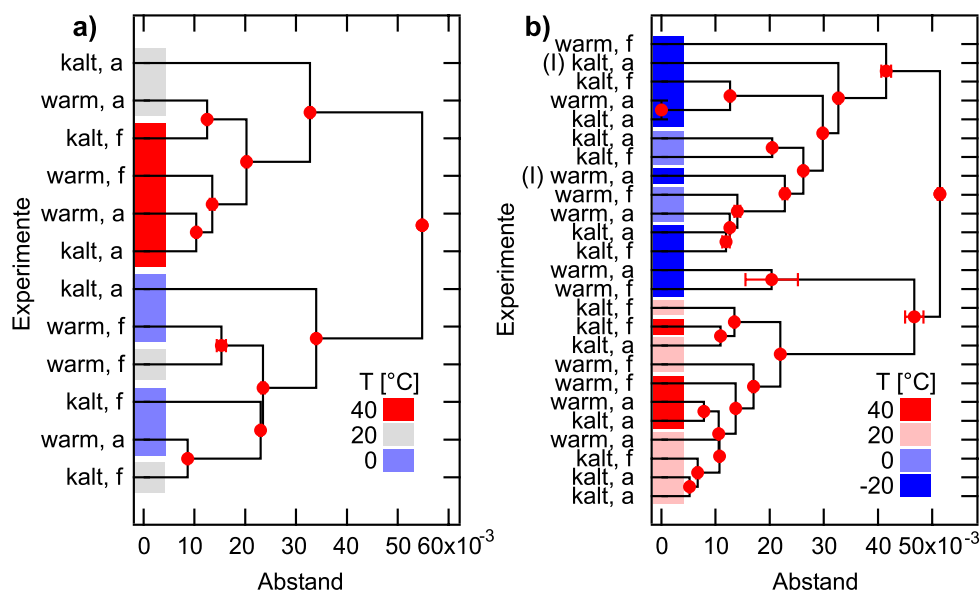 a)
kalt, a
warm, a
kalt, f
warm, f
warm, a
kalt, a
kalt, a
warm, f
warm, f
kalt, f
warm, a
kalt, f
Experimente
T [°C]
40
20
0
0 10 20 30 40 50 60x10-3
Abstand
b)
warm, f
(I) kalt, a
kalt, f
warm, a
kalt, a
kalt, a
kalt, f
(I) warm, a
warm, f
warm, a
kalt, a
kalt, f
warm, a
warm, f
kalt, f
kalt, f
kalt, a
warm, f
warm, f
warm, a
kalt, a
warm, a
kalt, f
kalt, a
kalt, a
Experimente
T [°C]
40
20
0
-20
0 10 20 30 40 50x10-3
Abstand